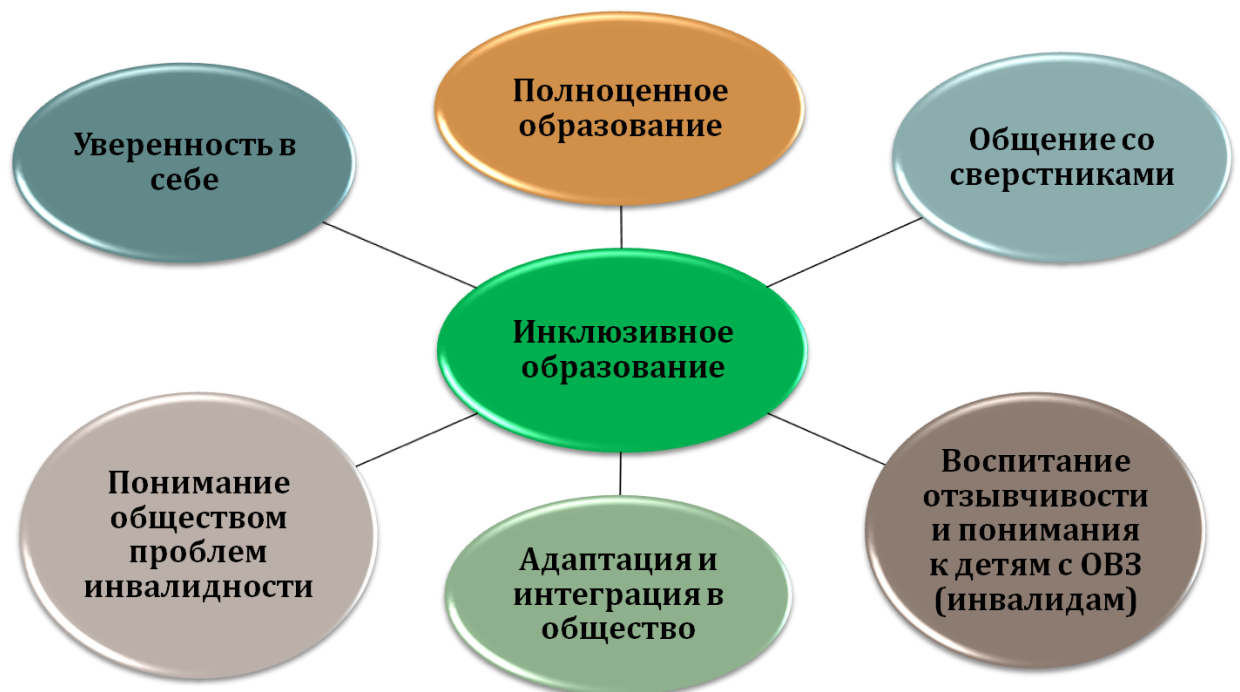 Полноценное
образование
Уверенность в
себе
Общение со
сверстниками
Инклюзивное
образование
Понимание
обществом
проблем
инвалидности
Адаптация и
интеграция в
общество
Воспитание
отзывчивости
и понимания
к детям с ОВЗ
(инвалидам)